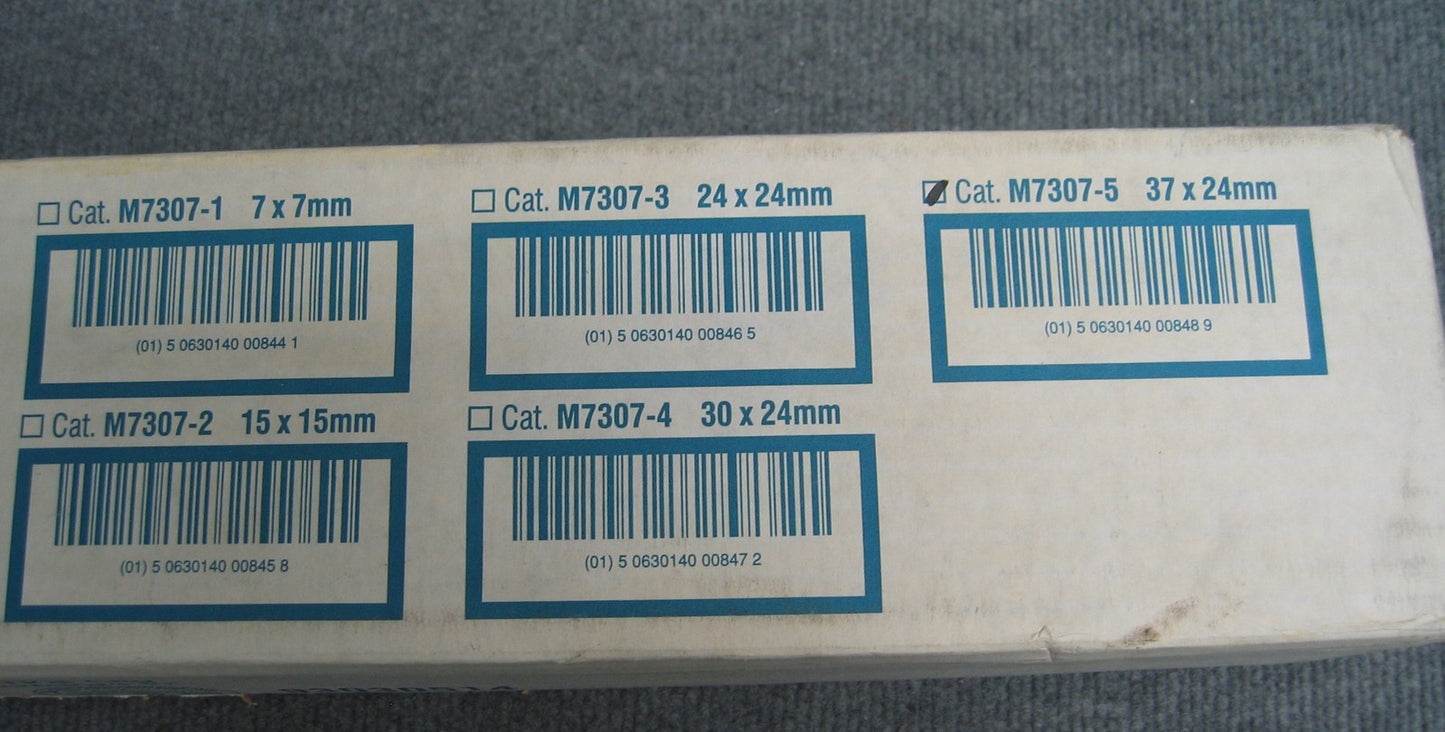 Cat. M7307-1 7 x 7mm
(01) 5 0630140 00844 1
Cat. M7307-2 15 x 15mm
(01) 5 0630140 00845 8
Cat. M7307-3 24 x 24mm
(01) 5 0630140 00846 5
Cat. M7307-4 30 x 24mm
(01) 5 0630140 00847 2
Cat. M7307-5 37 x 24mm
(01) 5 0630140 00848 9